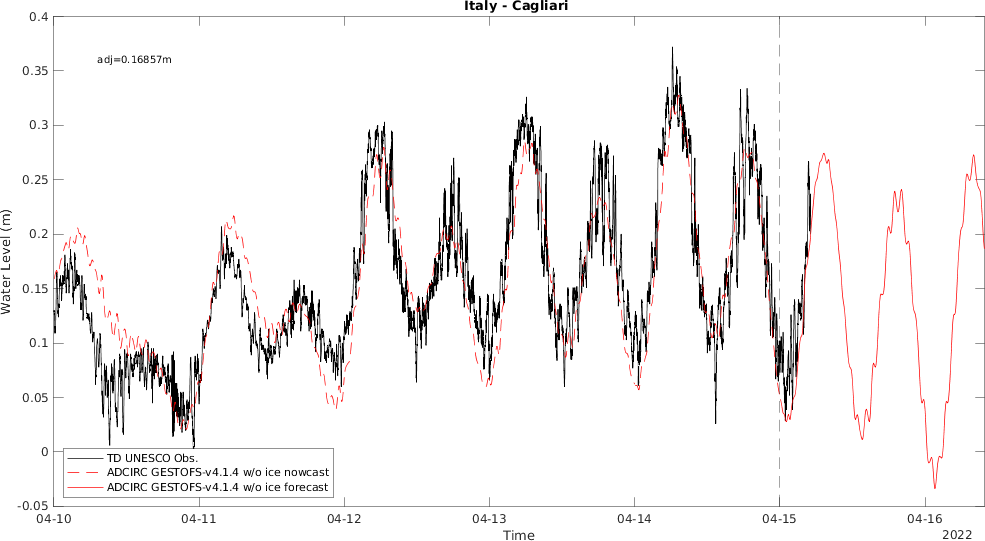 Italy - Cagliari
adj=0.16857m
0.4
0.35
0.3
0.25
0.2
0.15
0.1
0.05
0
-0.05
Water Level (m)
TD UNESCO Obs.
ADCIRC GESTOFS-v4.1.4 w/o ice nowcast
ADCIRC GESTOFS-v4.1.4 w/o ice forecast
04-10 04-11 04-12 04-13 04-14 04-15 04-16
Time
2022